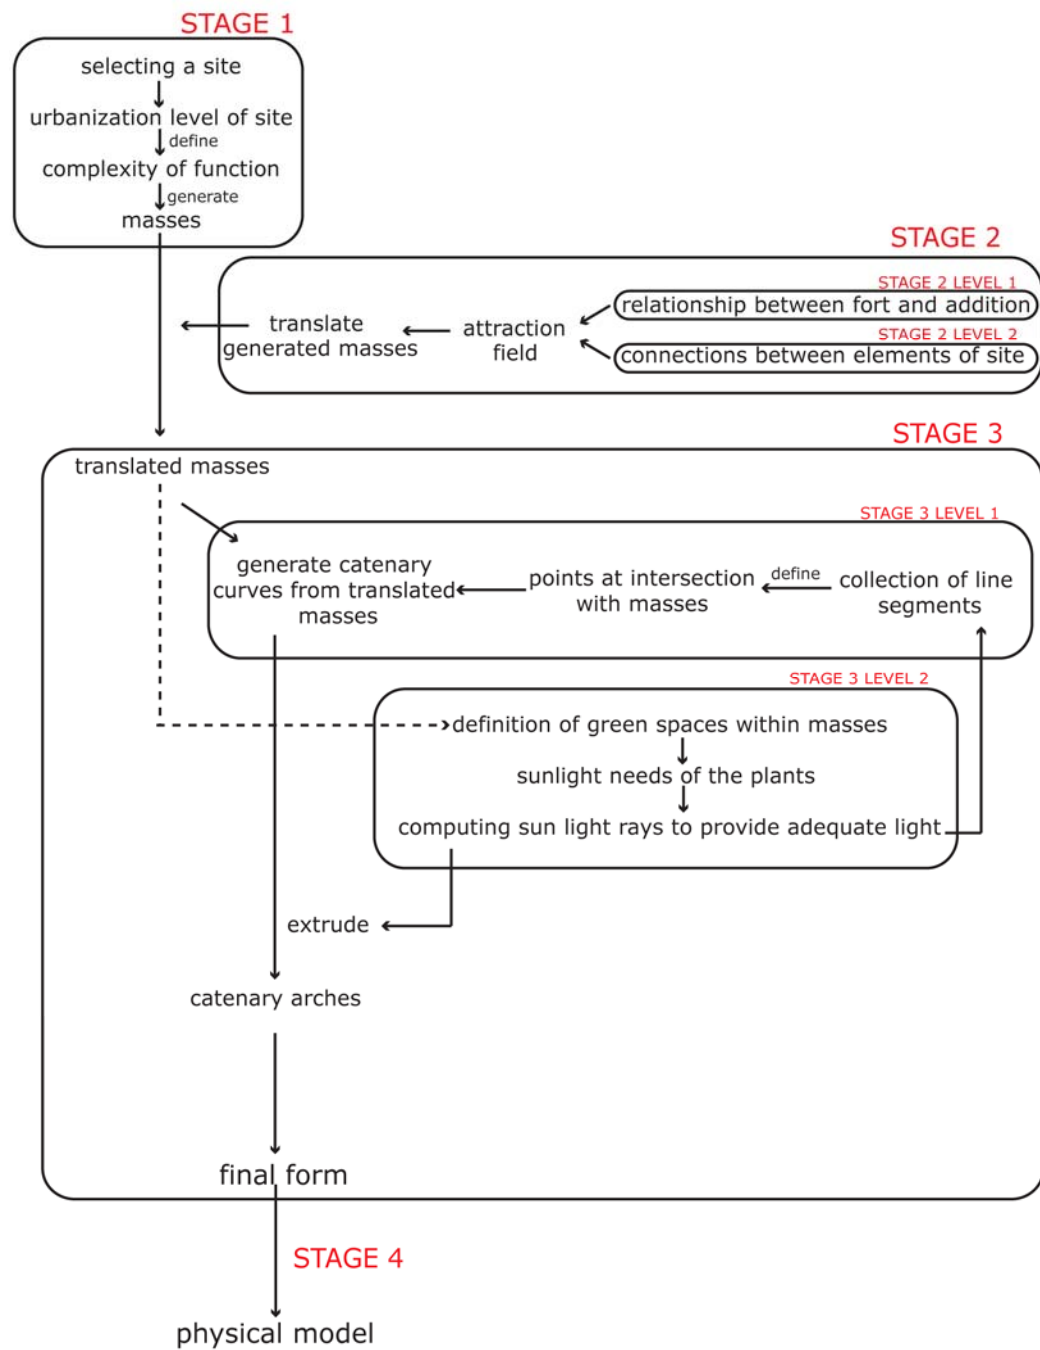 STAGE 1
selecting a site
urbanization level of site
define
complexity of function
generate
masses
STAGE 2
STAGE 2 LEVEL 1
relationship between fort and addition
STAGE 2 LEVEL 2
connections between elements of site
attraction
field
translate
generated masses
STAGE 3
translated masses
STAGE 3 LEVEL 1
generate catenary
curves from translated
masses
points at intersection
with masses
define
collection of line
segments
STAGE 3 LEVEL 2
definition of green spaces within masses
sunlight needs of the plants
computing sun light rays to provide adequate light
extrude
catenary arches
final form
STAGE 4
physical model